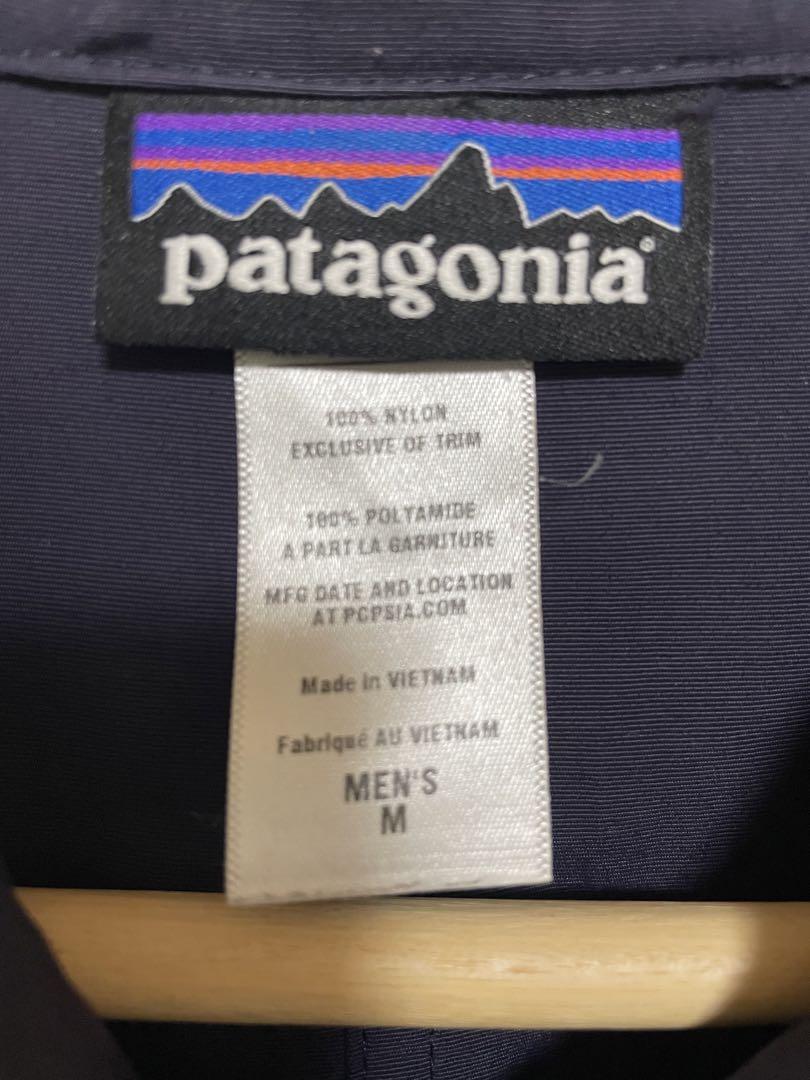 patagonia®
100% NYLON
EXCLUSIVE OF TRIM
100% POLYAMIDE
A PART LA GARNITURE
MFG DATE AND LOCATION
AT PCPSIA.COM
Made in VIETNAM
Fabriqué AU VIETNAM
MEN'S
M